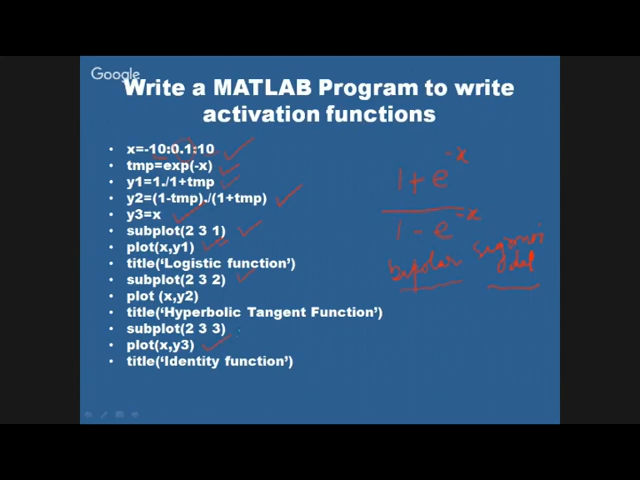 Google
Write a MATLAB Program to write
activation functions
• x=-10:0.1:10
• tmp=exp(-x)
• y1=1./1+tmp
• y2=(1-tmp)./(1+tmp)
• y3=x
• subplot(2 3 1)
• plot(x,y1)
• title(‘Logistic function’)
• subplot(2 3 2)
• plot (x,y2)
• title(‘Hyperbolic Tangent Function’)
• subplot(2 3 3)
• plot(x,y3)
• title(‘Identity function’)
1+e^-x
1-e^-x
bipolar sigmoi
dal